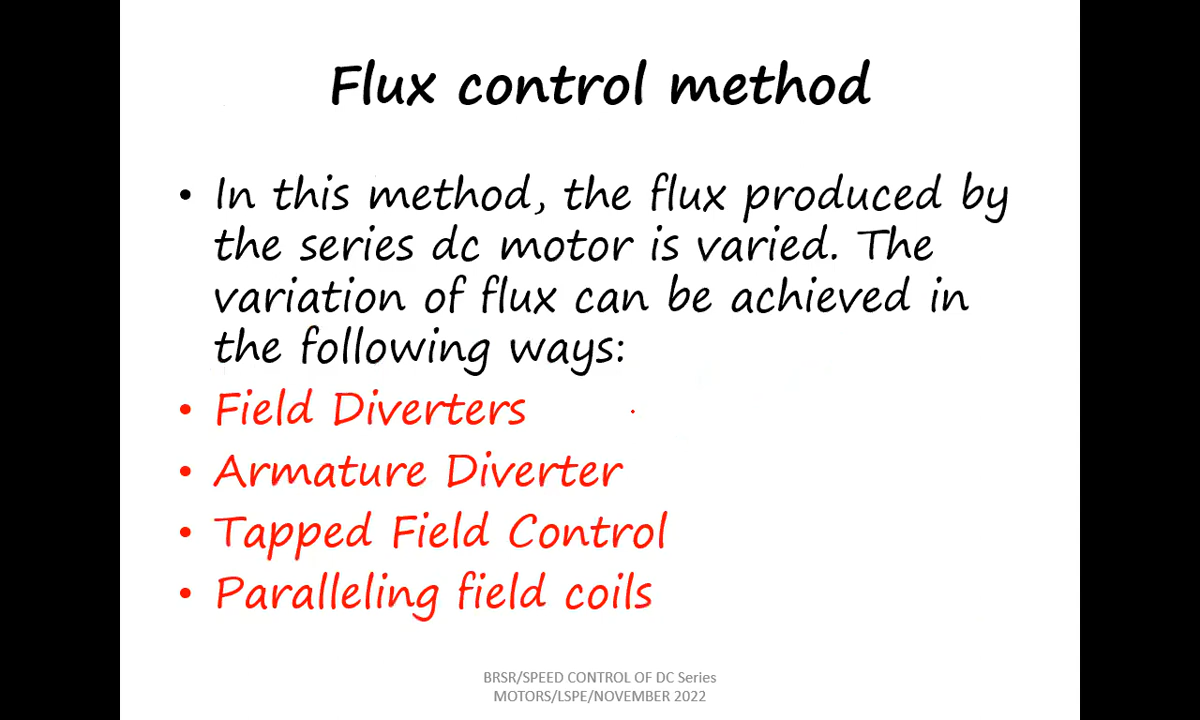 Flux control method
• In this method, the flux produced by
the series dc motor is varied. The
variation of flux can be achieved in
the following ways:
• Field Diverters
• Armature Diverter
• Tapped Field Control
• Paralleling field coils
BRSR/SPEED CONTROL OF DC Series
MOTORS/LSPE/NOVEMBER 2022